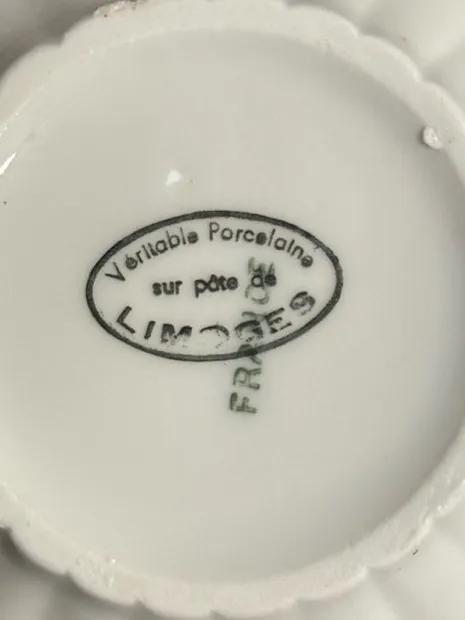 Véritable Porcelaine
sur pâte de
LIMOGES
FRANCE